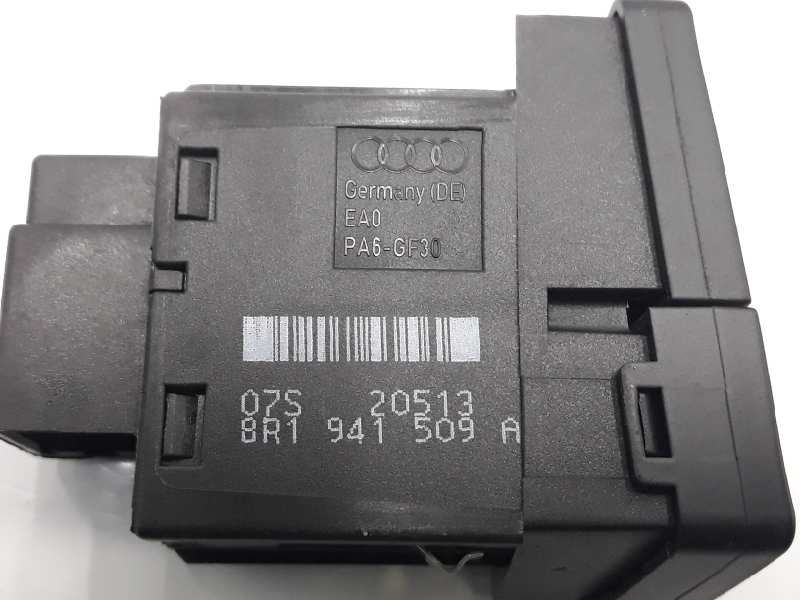 Germany (DE)
EA0
PA6-GF30
07S 20513
8R1 941 509 A